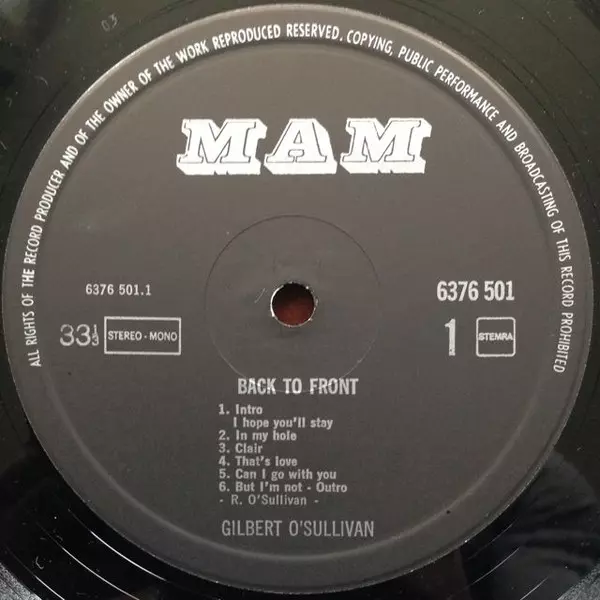 ALL RIGHTS OF THE RECORD PRODUCER AND OF THE OWNER OF THE WORK REPRODUCED RESERVED. COPYING, PUBLIC PERFORMANCE AND BROADCASTING OF THIS RECORD PROHIBITED
MAM
6376 501.1
6376 501
33⅓ STEREO - MONO
1 STEMRA
BACK TO FRONT
1. Intro
I hope you'll stay
2. In my hole
3. Clair
4. That's love
5. Can I go with you
6. But I'm not - Outro
- R. O'Sullivan -
GILBERT O'SULLIVAN